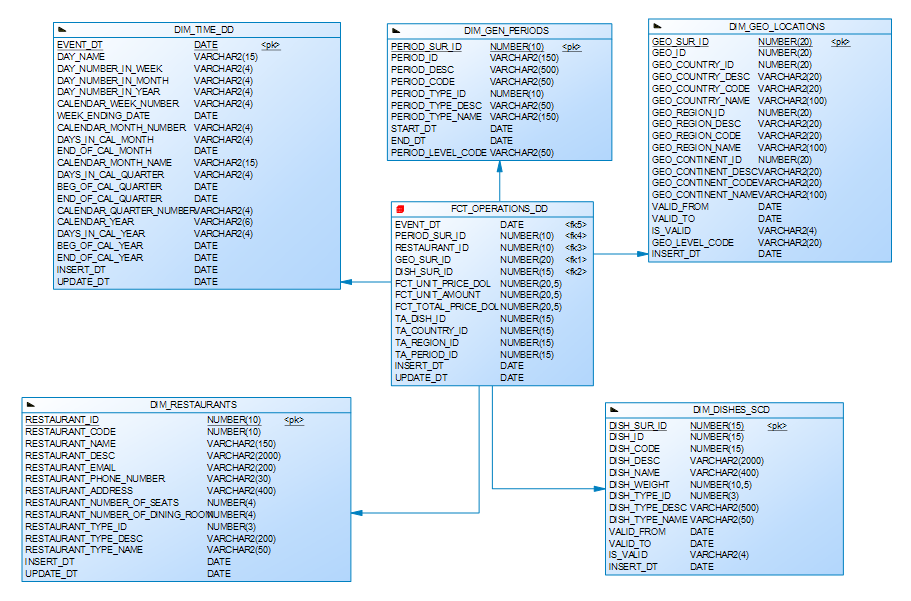 DIM_TIME_DD
EVENT_DT DATE <pk>
DAY_NAME VARCHAR2(15)
DAY_NUMBER_IN_WEEK VARCHAR2(4)
DAY_NUMBER_IN_MONTH VARCHAR2(4)
DAY_NUMBER_IN_YEAR VARCHAR2(4)
CALENDAR_WEEK_NUMBER VARCHAR2(4)
WEEK_ENDING_DATE DATE
CALENDAR_MONTH_NUMBER VARCHAR2(4)
DAYS_IN_CAL_MONTH VARCHAR2(4)
END_OF_CAL_MONTH DATE
CALENDAR_MONTH_NAME VARCHAR2(15)
DAYS_IN_CAL_QUARTER VARCHAR2(4)
BEG_OF_CAL_QUARTER DATE
END_OF_CAL_QUARTER DATE
CALENDAR_QUARTER_NUMBER VARCHAR2(4)
CALENDAR_YEAR VARCHAR2(6)
DAYS_IN_CAL_YEAR VARCHAR2(4)
BEG_OF_CAL_YEAR DATE
END_OF_CAL_YEAR DATE
INSERT_DT DATE
UPDATE_DT DATE
DIM_GEN_PERIODS
PERIOD_SUR_ID NUMBER(10) <pk>
PERIOD_ID VARCHAR2(150)
PERIOD_DESC VARCHAR2(500)
PERIOD_CODE VARCHAR2(50)
PERIOD_TYPE_ID NUMBER(10)
PERIOD_TYPE_DESC VARCHAR2(50)
PERIOD_TYPE_NAME VARCHAR2(150)
START_DT DATE
END_DT DATE
PERIOD_LEVEL_CODE VARCHAR2(50)
DIM_GEO_LOCATIONS
GEO_SUR_ID NUMBER(20) <pk>
GEO_ID NUMBER(20)
GEO_COUNTRY_ID NUMBER(20)
GEO_COUNTRY_DESC VARCHAR2(20)
GEO_COUNTRY_CODE VARCHAR2(20)
GEO_COUNTRY_NAME VARCHAR2(100)
GEO_REGION_ID NUMBER(20)
GEO_REGION_DESC VARCHAR2(20)
GEO_REGION_CODE VARCHAR2(20)
GEO_REGION_NAME VARCHAR2(100)
GEO_CONTINENT_ID NUMBER(20)
GEO_CONTINENT_DESC VARCHAR2(20)
GEO_CONTINENT_CODE VARCHAR2(20)
GEO_CONTINENT_NAME VARCHAR2(100)
VALID_FROM DATE
VALID_TO DATE
IS_VALID VARCHAR2(4)
GEO_LEVEL_CODE VARCHAR2(20)
INSERT_DT DATE
FCT_OPERATIONS_DD
EVENT_DT DATE <fk5>
PERIOD_SUR_ID NUMBER(10) <fk4>
RESTAURANT_ID NUMBER(10) <fk3>
GEO_SUR_ID NUMBER(20) <fk1>
DISH_SUR_ID NUMBER(15) <fk2>
FCT_UNIT_PRICE_DOL NUMBER(20,5)
FCT_UNIT_AMOUNT NUMBER(20,5)
FCT_TOTAL_PRICE_DOL NUMBER(20,5)
TA_DISH_ID NUMBER(15)
TA_COUNTRY_ID NUMBER(15)
TA_REGION_ID NUMBER(15)
TA_PERIOD_ID NUMBER(15)
INSERT_DT DATE
UPDATE_DT DATE
DIM_RESTAURANTS
RESTAURANT_ID NUMBER(10) <pk>
RESTAURANT_CODE NUMBER(10)
RESTAURANT_NAME VARCHAR2(150)
RESTAURANT_DESC VARCHAR2(2000)
RESTAURANT_EMAIL VARCHAR2(200)
RESTAURANT_PHONE_NUMBER VARCHAR2(30)
RESTAURANT_ADDRESS VARCHAR2(400)
RESTAURANT_NUMBER_OF_SEATS NUMBER(4)
RESTAURANT_NUMBER_OF_DINING_ROOM NUMBER(4)
RESTAURANT_TYPE_ID NUMBER(3)
RESTAURANT_TYPE_DESC VARCHAR2(200)
RESTAURANT_TYPE_NAME VARCHAR2(50)
INSERT_DT DATE
UPDATE_DT DATE
DIM_DISHES_SCD
DISH_SUR_ID NUMBER(15) <pk>
DISH_ID NUMBER(15)
DISH_CODE NUMBER(15)
DISH_DESC VARCHAR2(2000)
DISH_NAME VARCHAR2(400)
DISH_WEIGHT NUMBER(10,5)
DISH_TYPE_ID NUMBER(3)
DISH_TYPE_DESC VARCHAR2(500)
DISH_TYPE_NAME VARCHAR2(50)
VALID_FROM DATE
VALID_TO DATE
IS_VALID VARCHAR2(4)
INSERT_DT DATE